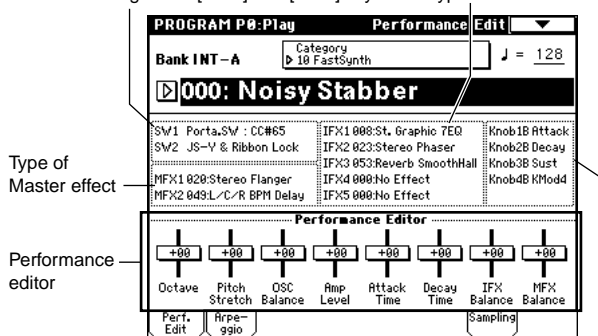 PROGRAM P0:Play Performance Edit
Bank INT-A
Category
10 FastSynth
♩ = 128
000: Noisy Stabber
SW1 Porta.SW : CC#65
SW2 JS-Y & Ribbon Lock
MFX1 020:Stereo Flanger
MFX2 049:L/C/R BPM Delay
IFX1 008:St. Graphic 7EQ
IFX2 023:Stereo Phaser
IFX3 053:Reverb SmoothHall
IFX4 000:No Effect
IFX5 000:No Effect
Knob1B Attack
Knob2B Decay
Knob3B Sust
Knob4B KMod4
Type of
Master effect
Performance Editor
Performance
editor
+00 +00 +00 +00 +00 +00 +00 +00
Octave Pitch Stretch OSC Balance Amp Level Attack Time Decay Time IFX Balance MFX Balance
Perf. Edit
Arpe-ggio
Sampling